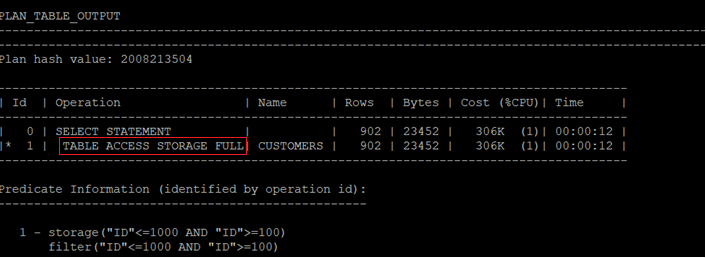 PLAN_TABLE_OUTPUT
--------------------------------------------------------------------------------
--------------------------------------------------------------------------------
Plan hash value: 2008213504

---------------------------------------------------------------------------------------
| Id  | Operation                 | Name      | Rows  | Bytes | Cost (%CPU)| Time     |
---------------------------------------------------------------------------------------
|   0 | SELECT STATEMENT          |           |   902 | 23452 |   306K  (1)| 00:00:12 |
|*  1 |  TABLE ACCESS STORAGE FULL| CUSTOMERS |   902 | 23452 |   306K  (1)| 00:00:12 |
---------------------------------------------------------------------------------------

Predicate Information (identified by operation id):
---------------------------------------------------

   1 - storage("ID"<=1000 AND "ID">=100)
       filter("ID"<=1000 AND "ID">=100)